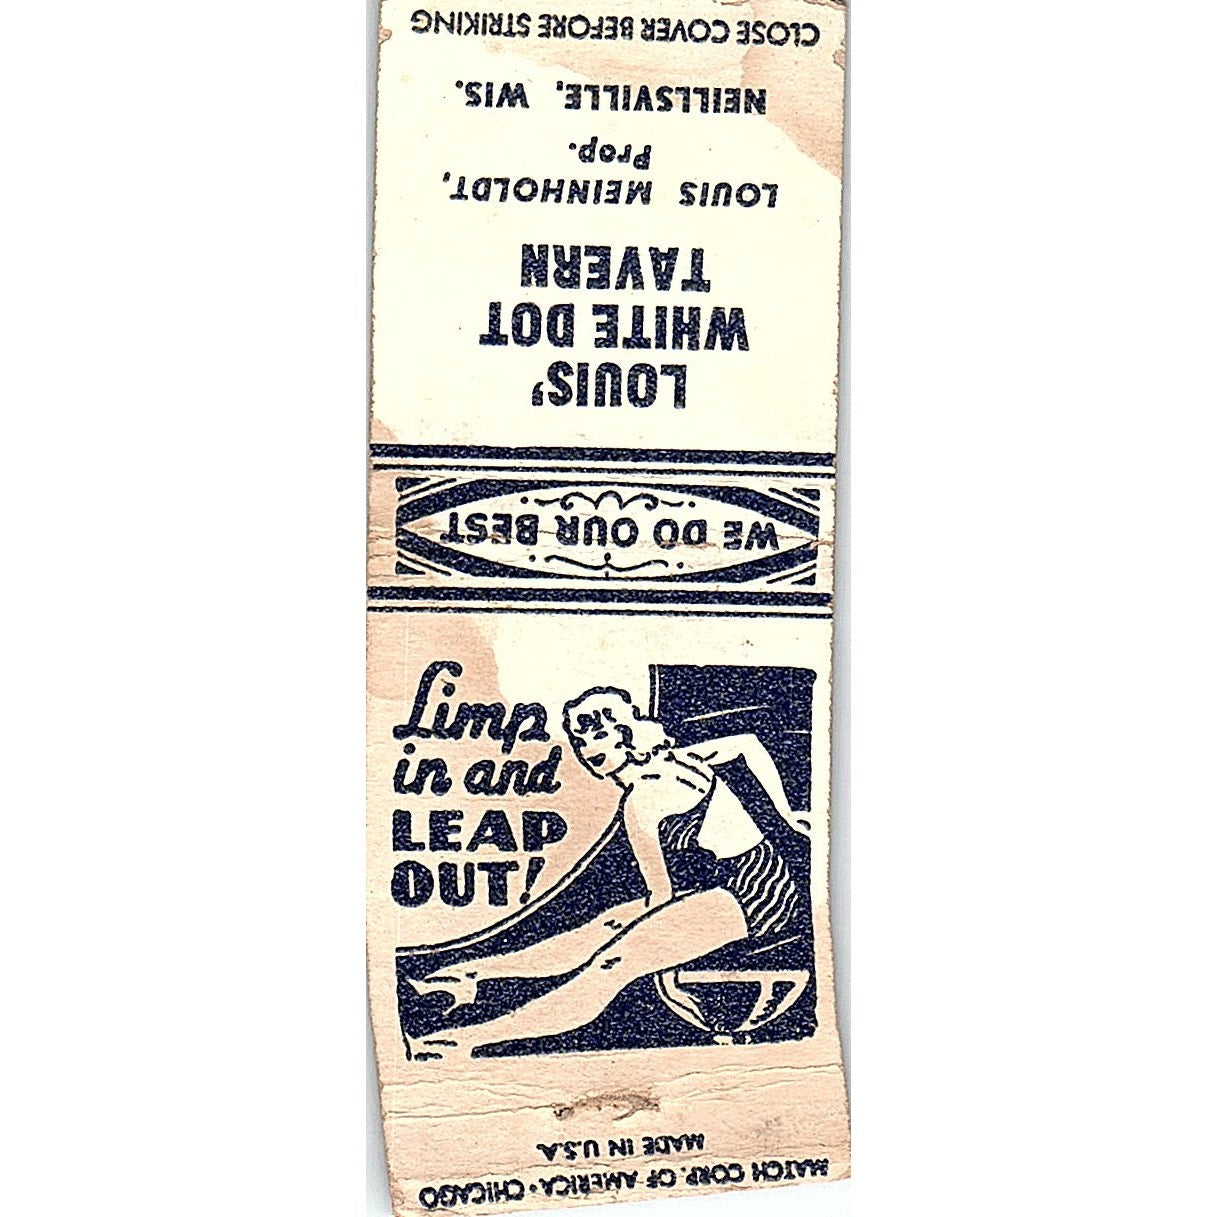 CLOSE COVER BEFORE STRIKING
NEILLSVILLE, WIS.
Prop.
LOUIS MEINHOLDT,
TAVERN
WHITE DOT
LOUIS'
WE DO OUR BEST
Limp
in and
LEAP
OUT!
MADE IN U.S.A.
MATCH CORP. OF AMERICA · CHICAGO